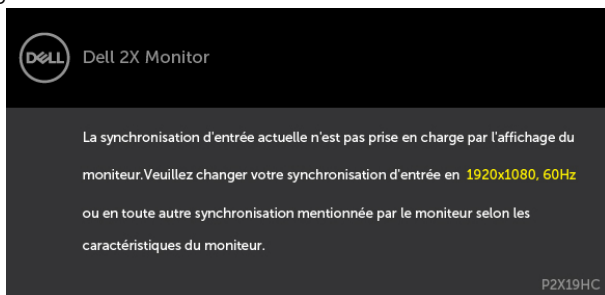 DELL
Dell 2X Monitor
La synchronisation d'entrée actuelle n'est pas prise en charge par l'affichage du
moniteur.Veuillez changer votre synchronisation d'entrée en 1920x1080, 60Hz
ou en toute autre synchronisation mentionnée par le moniteur selon les
caractéristiques du moniteur.
P2X19HC